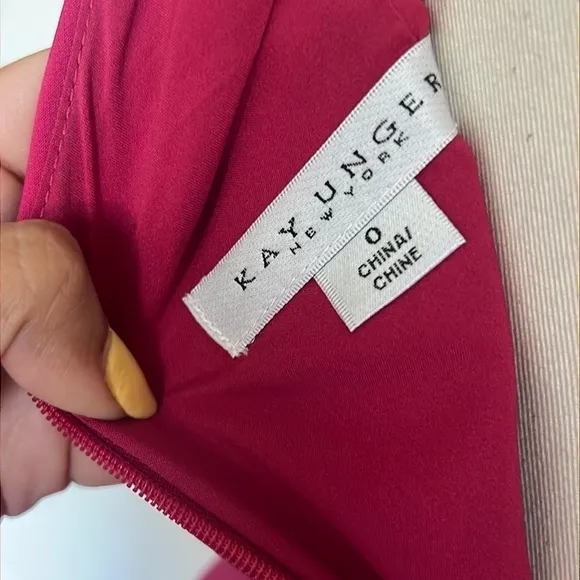 KAY UNGER
NEW YORK
0
CHINA/
CHINE